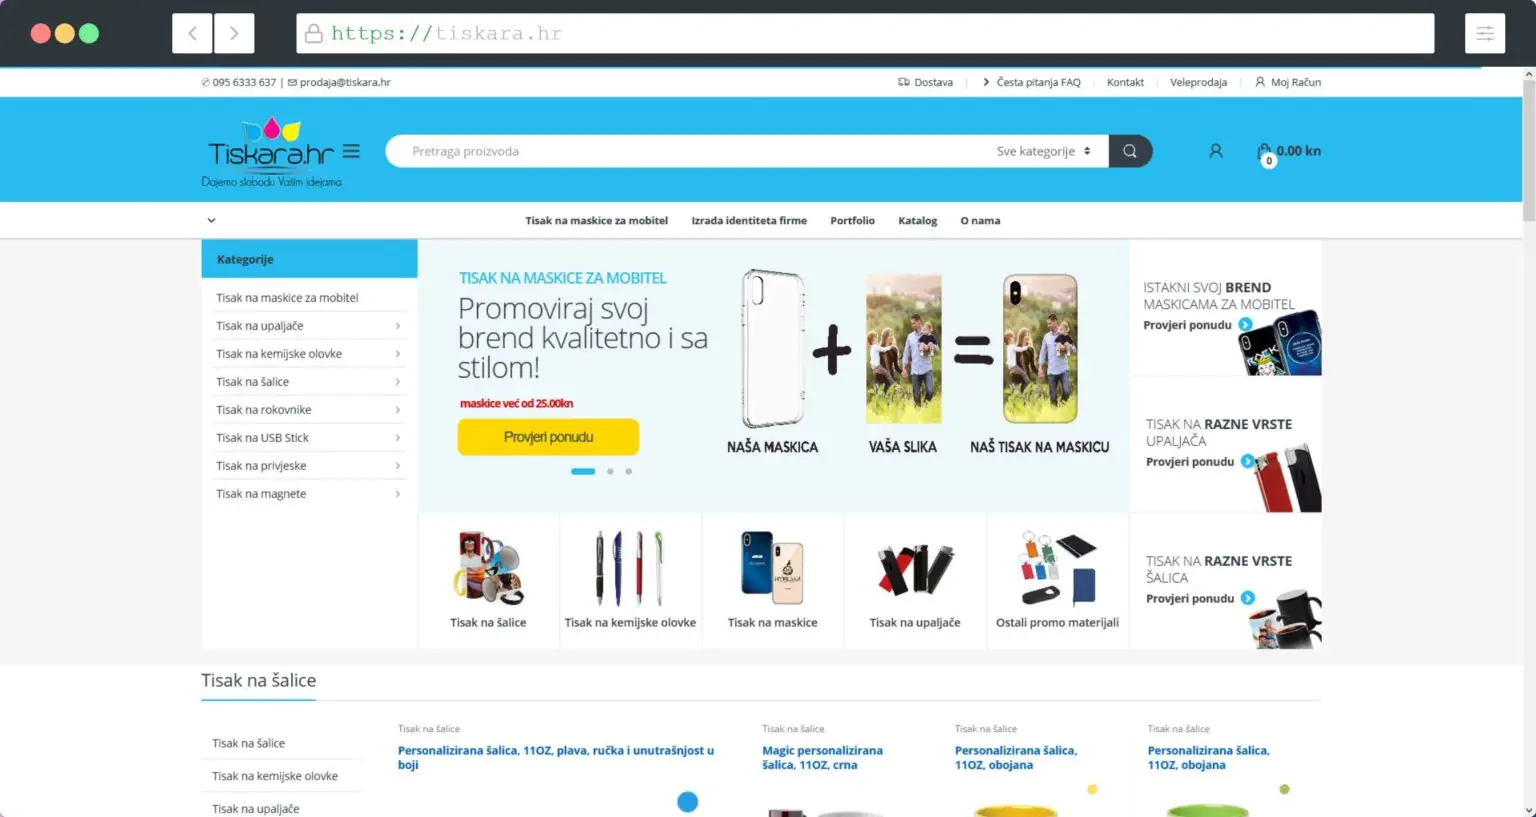 https://tiskara.hr
095 6333 637 | prodaja@tiskara.hr
Dostava
Česta pitanja FAQ
Kontakt
Veleprodaja
Moj Račun
Tiskara.hr
Dajemo slobodu Vašim idejama
Pretraga proizvoda
Sve kategorije
0
0.00 kn
Tisak na maskice za mobitel
Izrada identiteta firme
Portfolio
Katalog
O nama
Kategorije
Tisak na maskice za mobitel
Tisak na upaljače
Tisak na kemijske olovke
Tisak na šalice
Tisak na rokovnike
Tisak na USB Stick
Tisak na privjeske
Tisak na magnete
TISAK NA MASKICE ZA MOBITEL
Promoviraj svoj
brend kvalitetno i sa
stilom!
maskice već od 25.00kn
Provjeri ponudu
NAŠA MASKICA
VAŠA SLIKA
NAŠ TISAK NA MASKICU
ISTAKNI SVOJ BREND
MASKICAMA ZA MOBITEL
Provjeri ponudu
ROCK
TISAK NA RAZNE VRSTE
UPALJAČA
Provjeri ponudu
TISAK NA RAZNE VRSTE
ŠALICA
Provjeri ponudu
Tisak na šalice
Tisak na kemijske olovke
Tisak na maskice
Tisak na upaljače
Ostali promo materijali
Tisak na šalice
Tisak na šalice
Tisak na kemijske olovke
Tisak na upaljače
Tisak na šalice
Personalizirana šalica, 11OZ, plava, ručka i unutrašnjost u
boji
Tisak na šalice
Magic personalizirana
šalica, 11OZ, crna
Tisak na šalice
Personalizirana šalica,
11OZ, obojana
Tisak na šalice
Personalizirana šalica,
11OZ, obojana